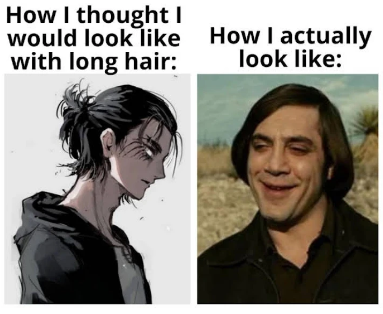 How I thought I
would look like
with long hair:
How I actually
look like: